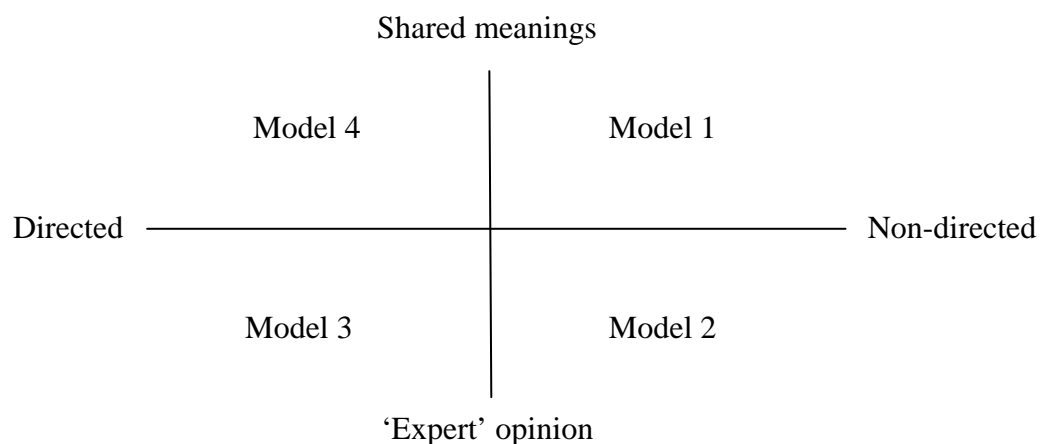 Shared meanings
Model 4
Model 1
Directed
Non-directed
Model 3
Model 2
‘Expert’ opinion